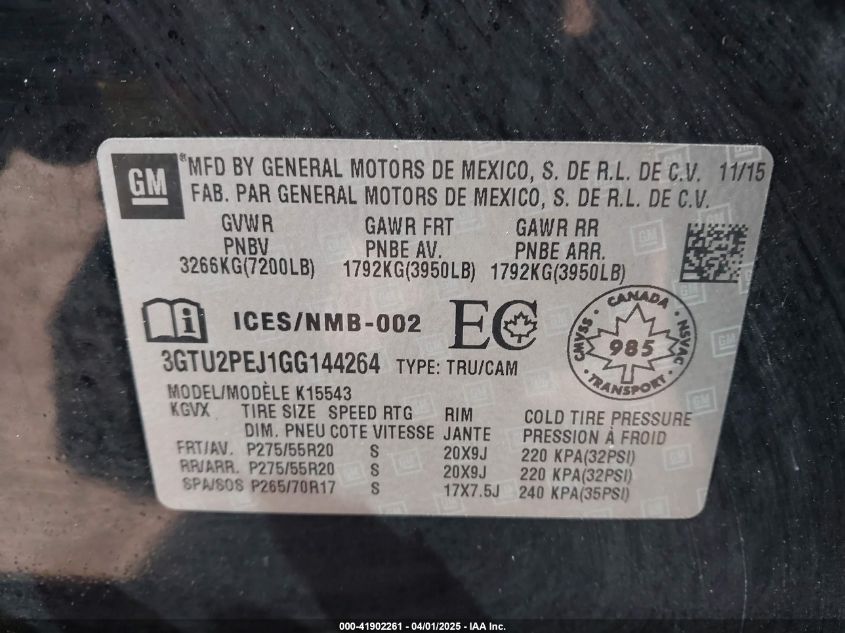 GM ® MFD BY GENERAL MOTORS DE MEXICO, S. DE R.L. DE C.V. 11/15
FAB. PAR GENERAL MOTORS DE MEXICO, S. DE R.L. DE C.V.
GVWR GAWR FRT GAWR RR
PNBV PNBE AV. PNBE ARR.
3266KG(7200LB) 1792KG(3950LB) 1792KG(3950LB)
ICES/NMB-002 EC
CANADA
CMVSS 985 NSVAC
TRANSPORT
3GTU2PEJ1GG144264 TYPE: TRU/CAM
MODEL/MODÈLE K15543
KGVX TIRE SIZE SPEED RTG RIM COLD TIRE PRESSURE
DIM. PNEU COTE VITESSE JANTE PRESSION À FROID
FRT/AV. P275/55R20 S 20X9J 220 KPA(32PSI)
RR/ARR. P275/55R20 S 20X9J 220 KPA(32PSI)
SPA/SOS P265/70R17 S 17X7.5J 240 KPA(35PSI)
000-41902261 - 04/01/2025 - IAA Inc.